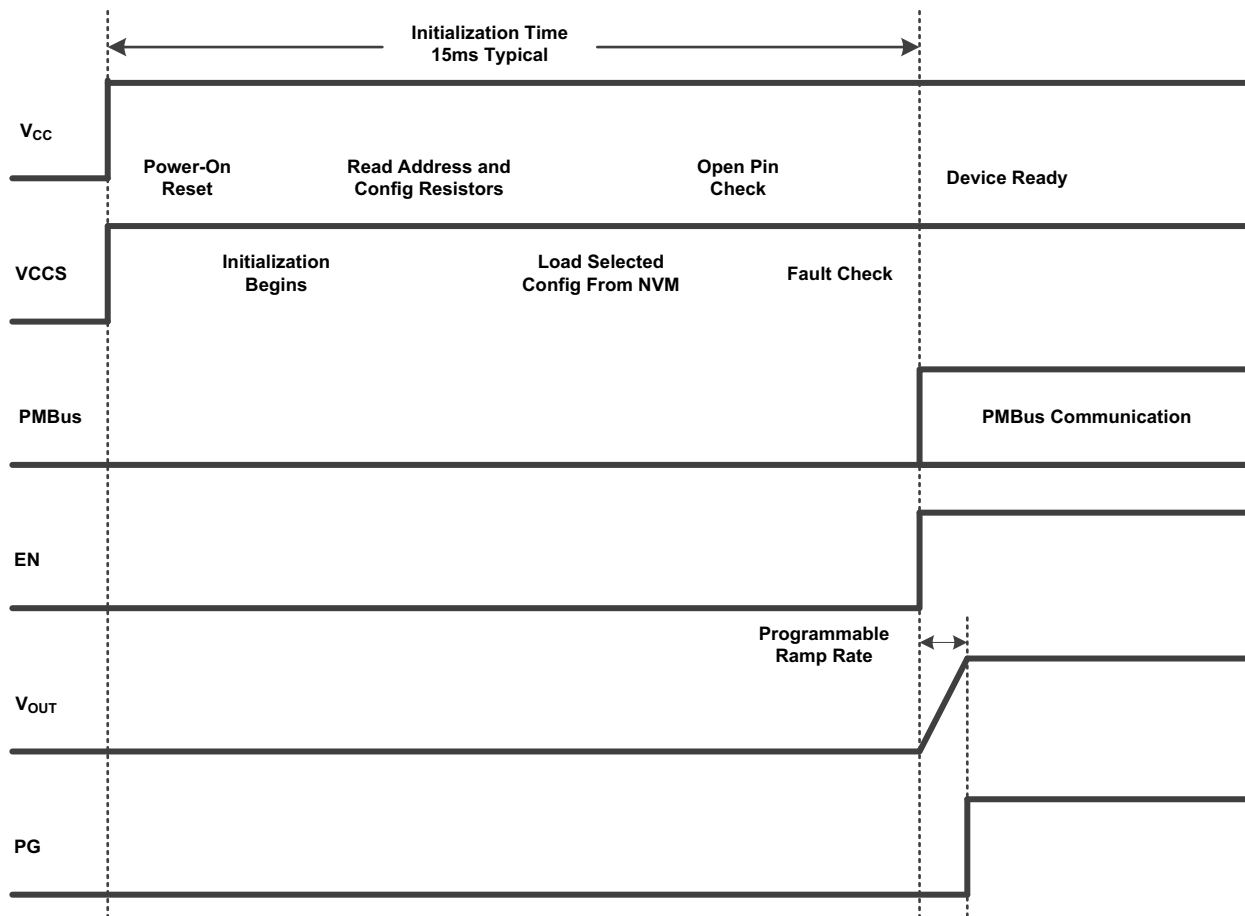 Initialization Time
15ms Typical
VCC
Power-On
Reset
Read Address and
Config Resistors
Open Pin
Check
Device Ready
VCCS
Initialization
Begins
Load Selected
Config From NVM
Fault Check
PMBus
PMBus Communication
EN
Programmable
Ramp Rate
VOUT
PG